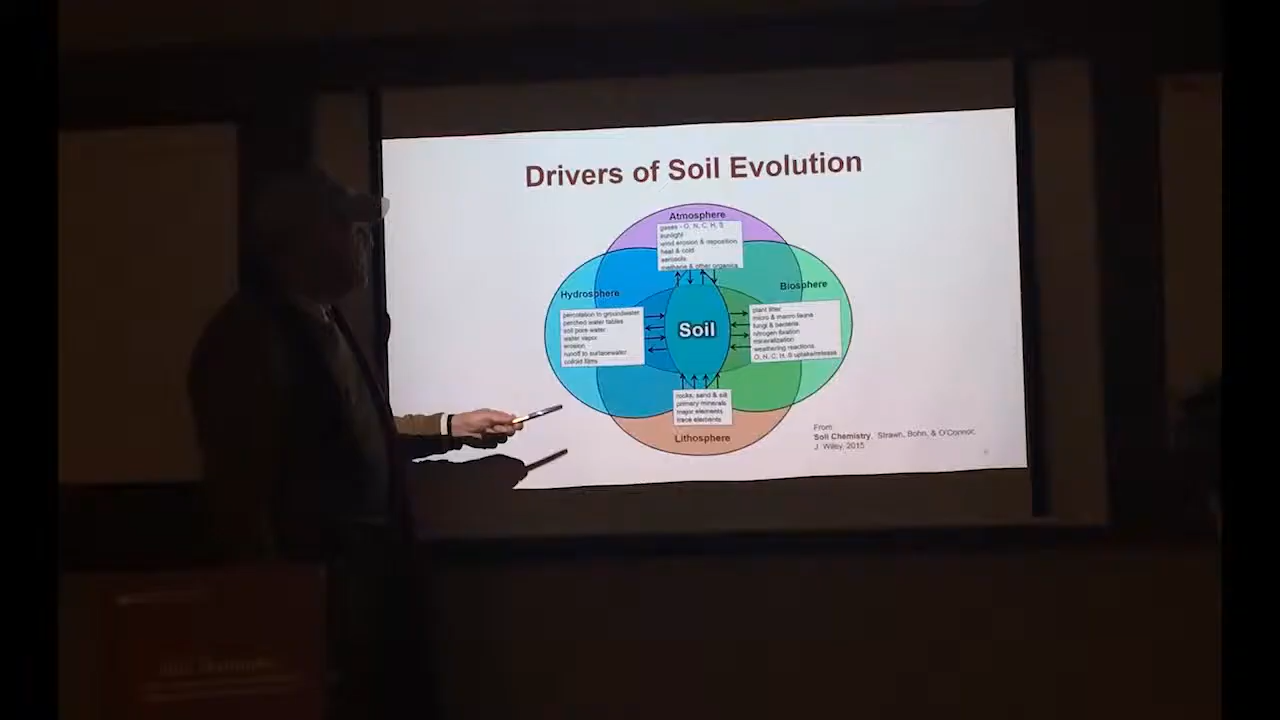 Drivers of Soil Evolution
Atmosphere
gases - O, N, C, H, S
sunlight
wind erosion & deposition
heat & cold
aerosols
methane & other organics
Hydrosphere
percolation to groundwater
perched water tables
soil pore water
water vapor
erosion
runoff to surfacewater
colloid films
Soil
Biosphere
plant litter
micro & macro fauna
fungi & bacteria
nitrogen fixation
mineralization
weathering reactions
O, N, C, H, S uptake/release
rocks, sand & silt
primary minerals
major elements
trace elements
Lithosphere
From
Soil Chemistry, Strawn, Bohn, & O'Connor,
J. Wiley, 2015